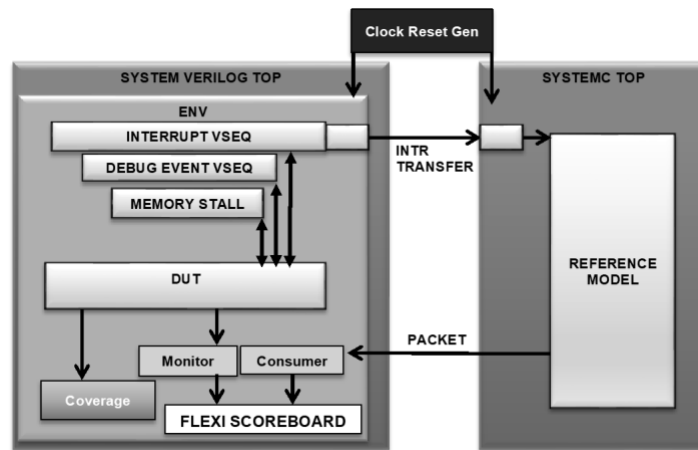 Clock Reset Gen
SYSTEM VERILOG TOP
SYSTEMC TOP
ENV
INTERRUPT VSEQ
INTR
TRANSFER
DEBUG EVENT VSEQ
MEMORY STALL
REFERENCE
MODEL
DUT
PACKET
Monitor
Consumer
Coverage
FLEXI SCOREBOARD